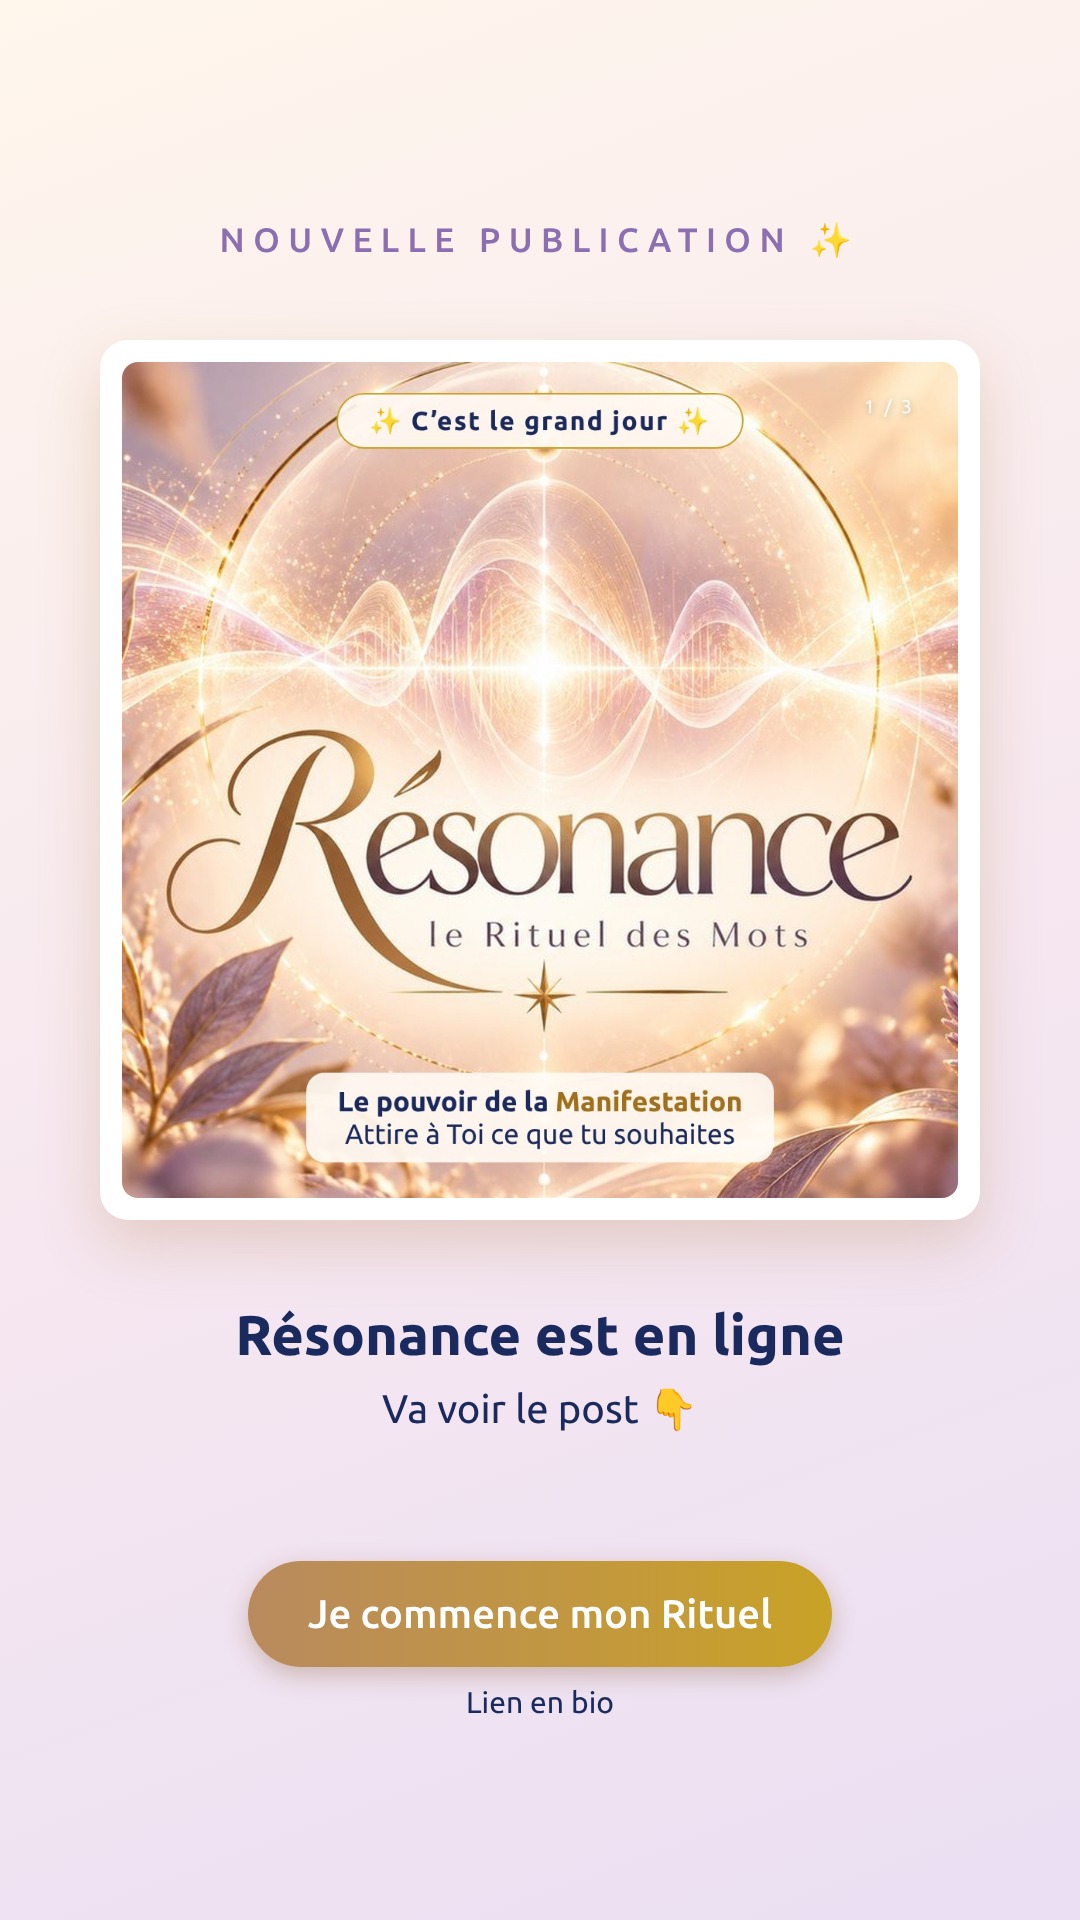 NOUVELLE PUBLICATION ✨
✨ C’est le grand jour ✨
1 / 3
Résonance
le Rituel des Mots
Le pouvoir de la Manifestation
Attire à Toi ce que tu souhaites
Résonance est en ligne
Va voir le post 👇
Je commence mon Rituel
Lien en bio